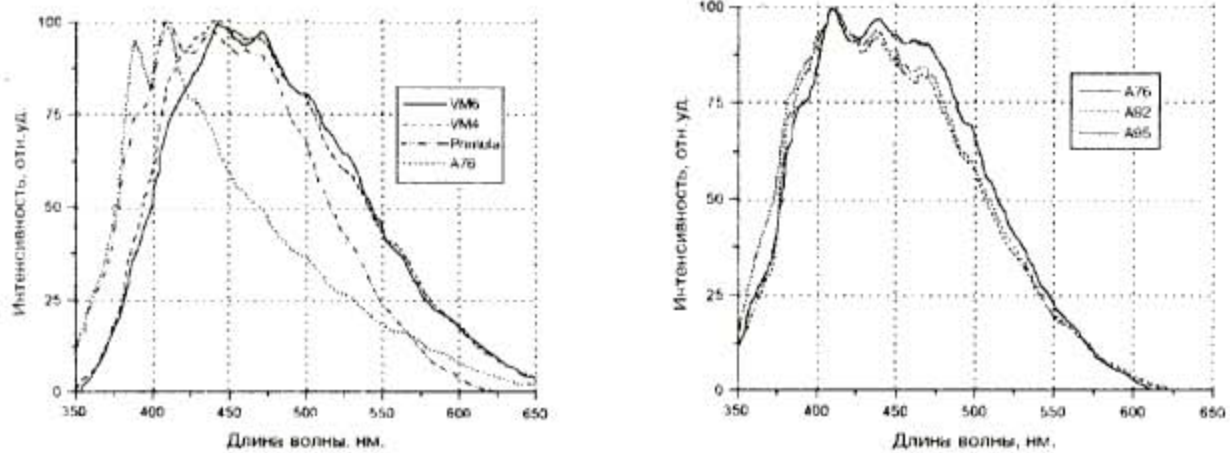 100
75
50
25
0
Интенсивность, отн. уд.
350 400 450 500 550 600 650
Длина волны. нм.
VM6
VM4
Primula
A76
100
75
50
25
0
Интенсивность, отн. уд.
350 400 450 500 550 600 650
Длина волны, нм.
A76
A82
A85